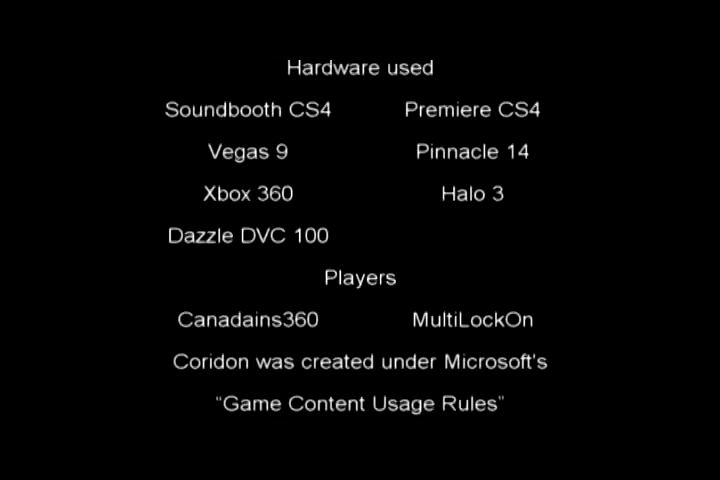 Hardware used
Soundbooth CS4 Premiere CS4
Vegas 9 Pinnacle 14
Xbox 360 Halo 3
Dazzle DVC 100
Players
Canadains360 MultiLockOn
Coridon was created under Microsoft's
“Game Content Usage Rules”